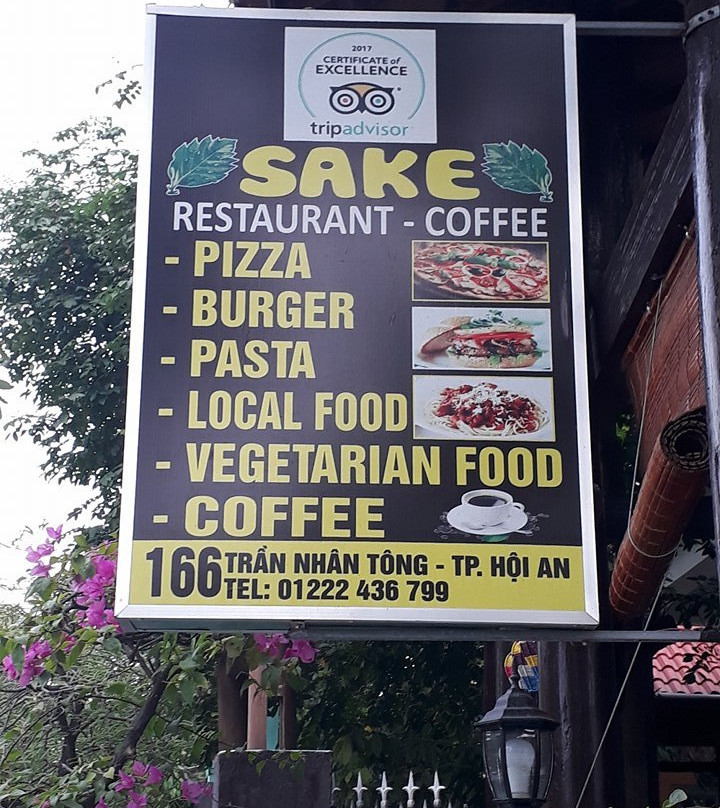 2017
CERTIFICATE of
EXCELLENCE
tripadvisor
SAKE
RESTAURANT - COFFEE
- PIZZA
- BURGER
- PASTA
- LOCAL FOOD
- VEGETARIAN FOOD
- COFFEE
166 TRẦN NHÂN TÔNG - TP. HỘI AN
TEL: 01222 436 799